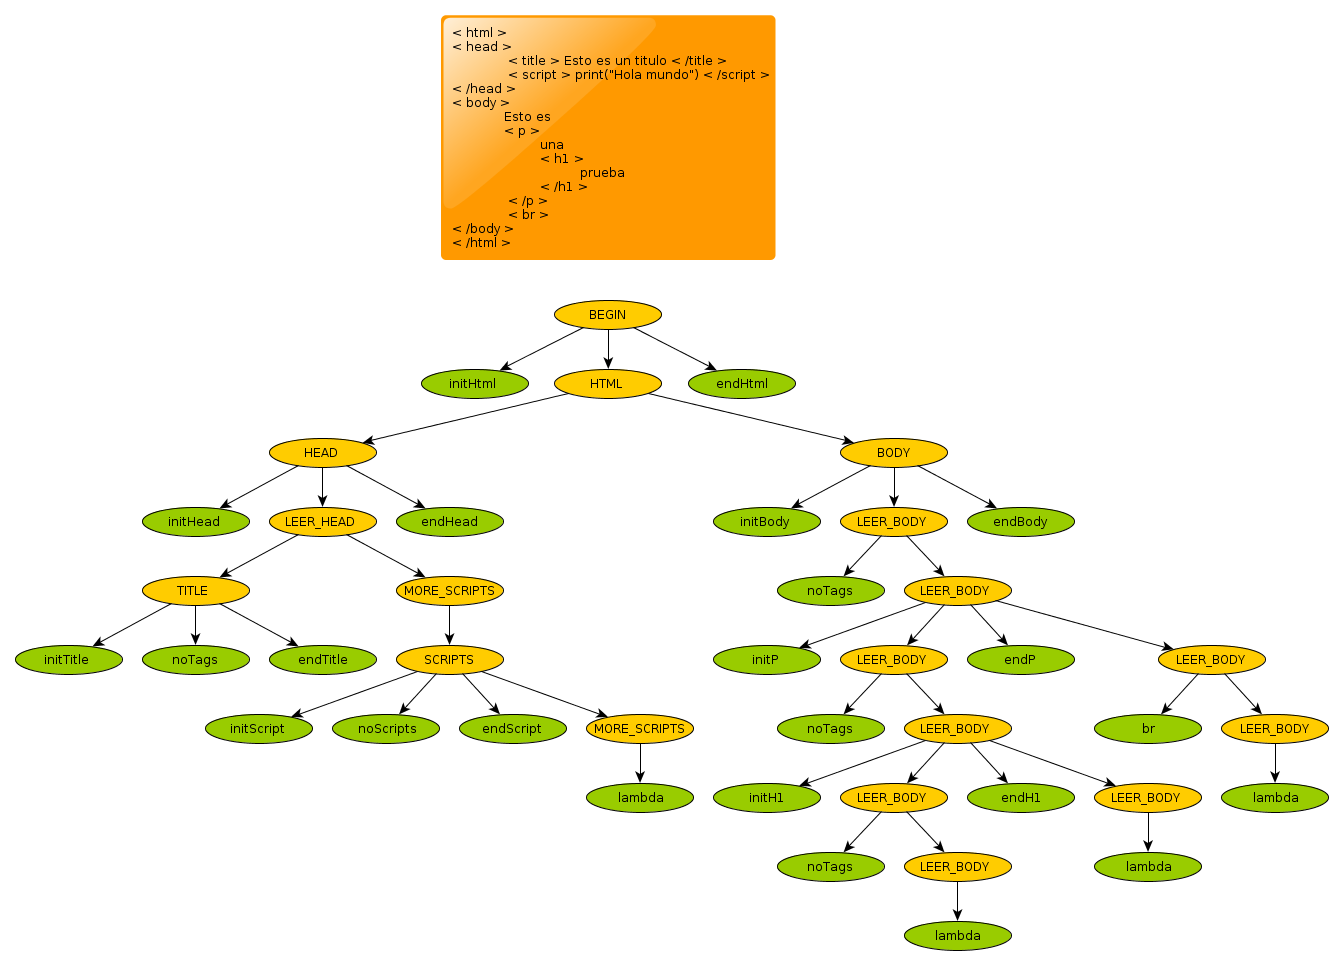 < html >
< head >
< title > Esto es un titulo < /title >
< script > print("Hola mundo") < /script >
< /head >
< body >
Esto es
< p >
una
< h1 >
prueba
< /h1 >
< /p >
< br >
< /body >
< /html >
BEGIN
initHtml HTML endHtml
HEAD BODY
initHead LEER_HEAD endHead initBody LEER_BODY endBody
TITLE MORE_SCRIPTS noTags LEER_BODY
initTitle noTags endTitle SCRIPTS initP LEER_BODY endP LEER_BODY
initScript noScripts endScript MORE_SCRIPTS noTags LEER_BODY br LEER_BODY
lambda initH1 LEER_BODY endH1 LEER_BODY lambda
noTags LEER_BODY lambda
lambda